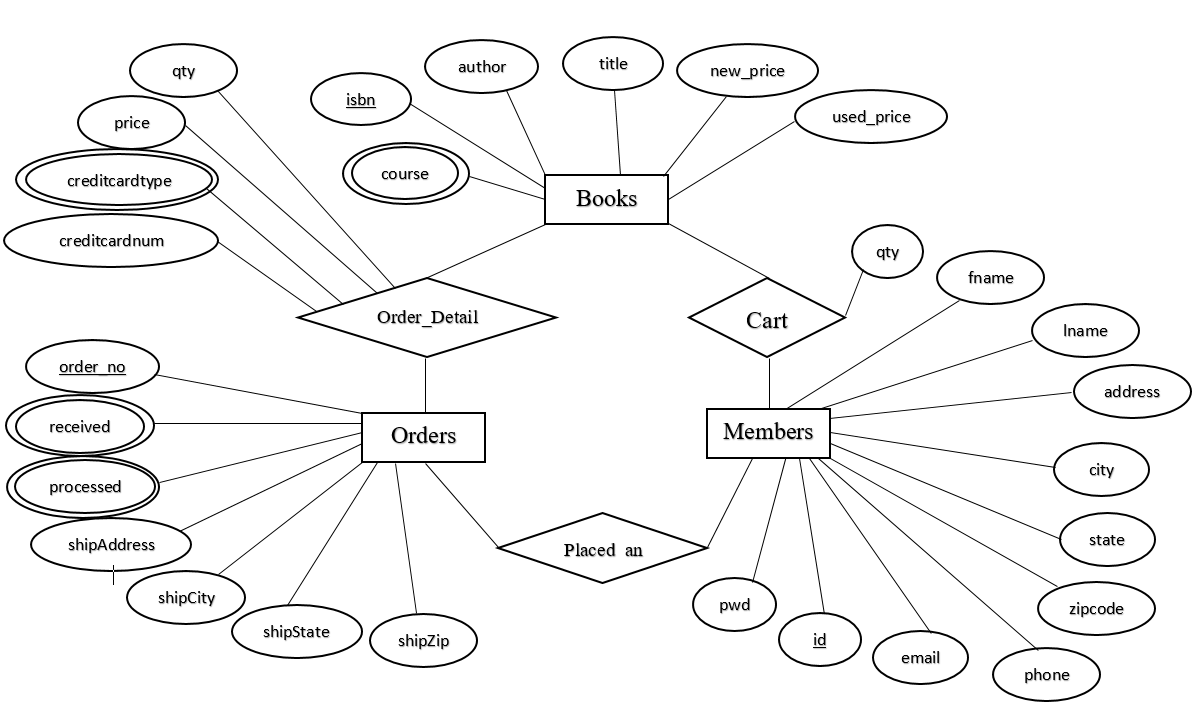 qty
author
title
new_price
isbn
price
used_price
creditcardtype
course
Books
creditcardnum
qty
fname
Order_Detail
Cart
lname
order_no
address
received
Orders
Members
city
processed
shipAddress
state
Placed an
shipCity
pwd
zipcode
shipState
shipZip
id
email
phone